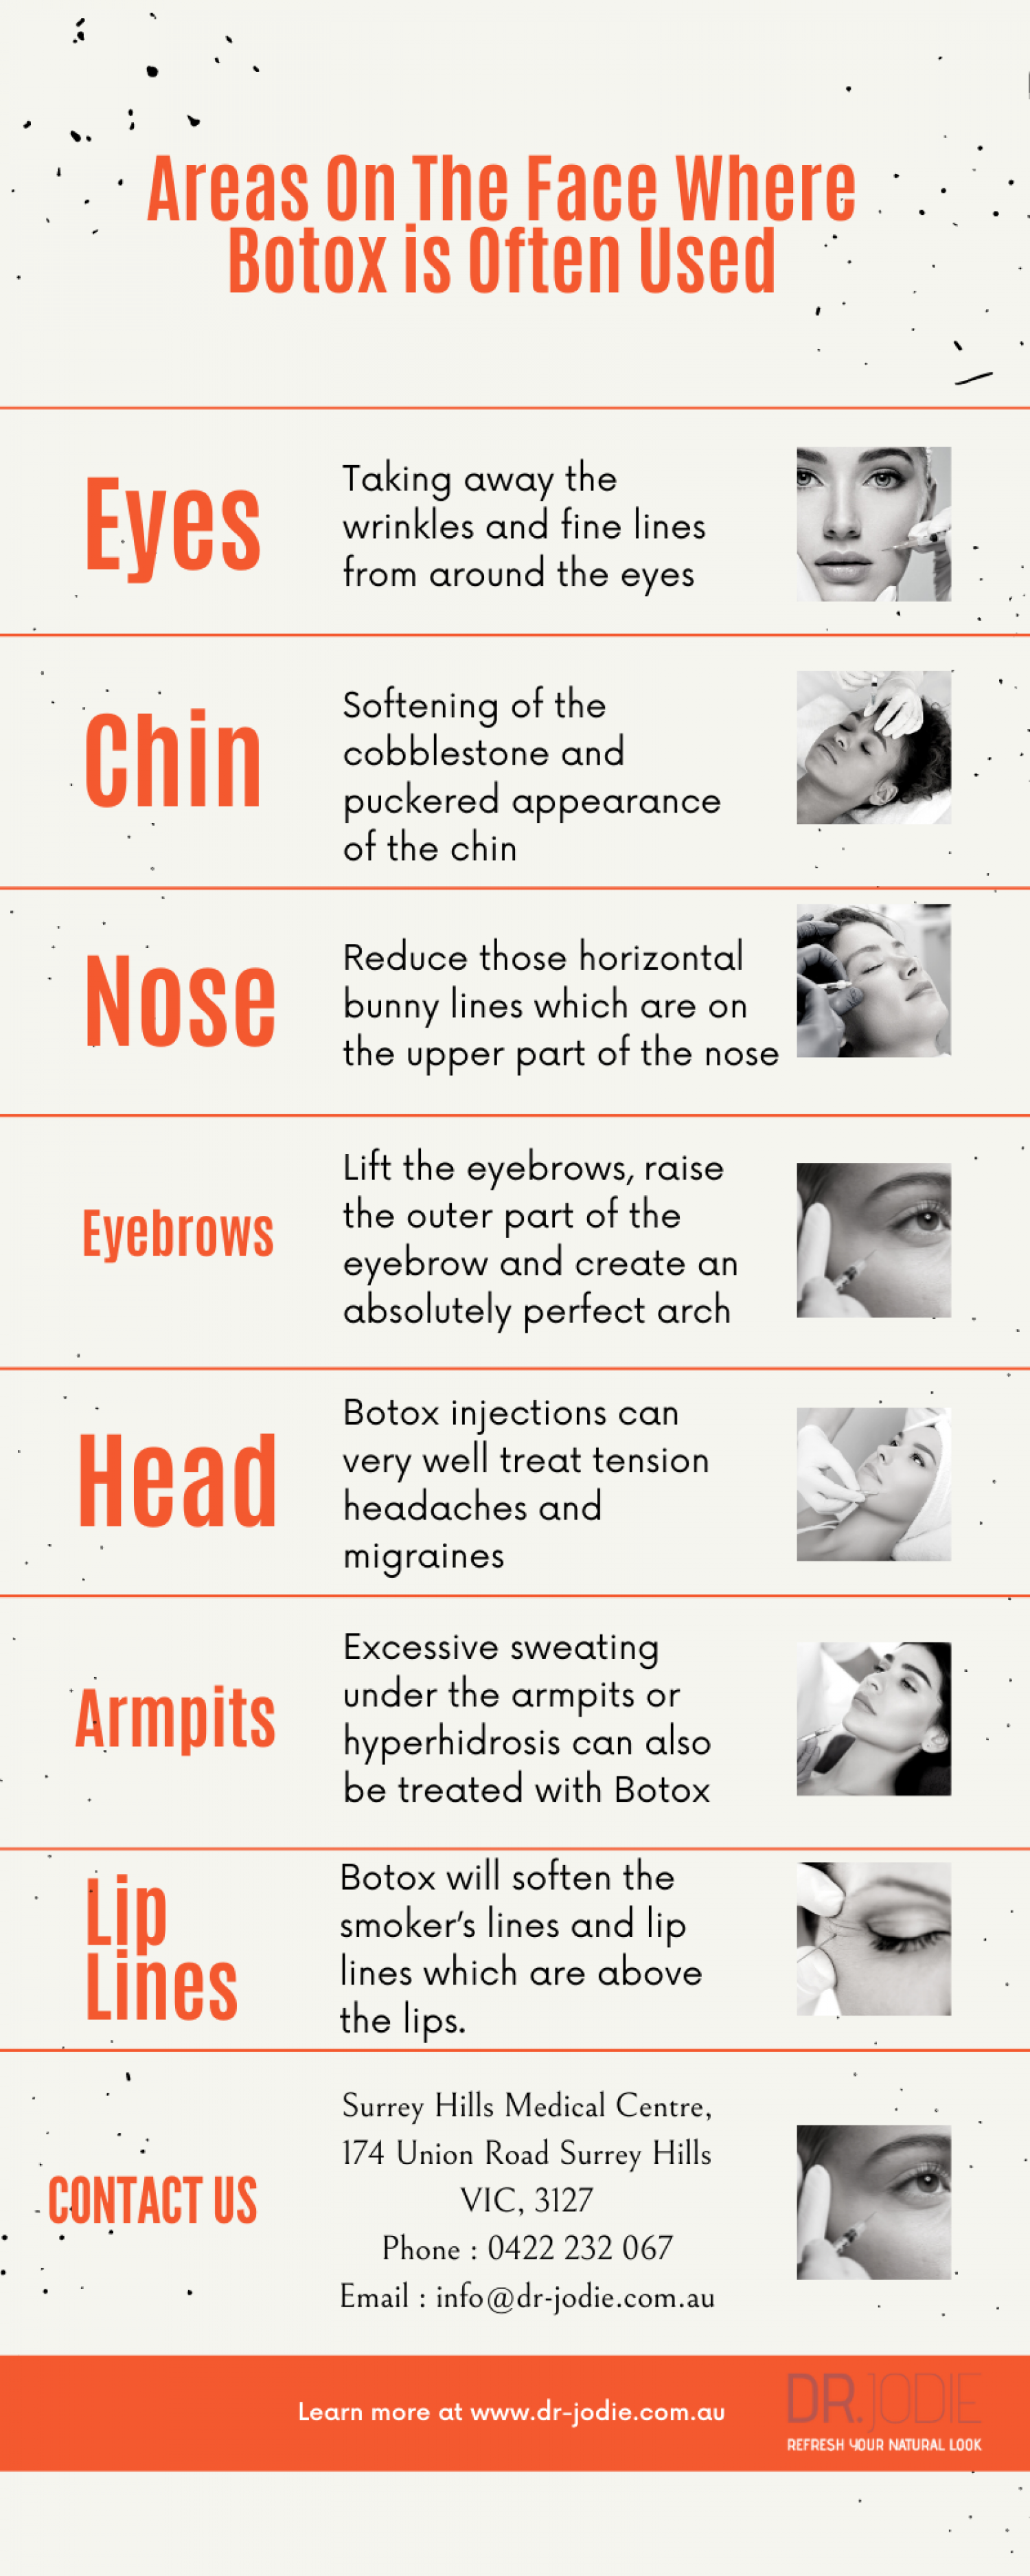 Areas On The Face Where
Botox is Often Used
Eyes
Taking away the
wrinkles and fine lines
from around the eyes
Chin
Softening of the
cobblestone and
puckered appearance
of the chin
Nose
Reduce those horizontal
bunny lines which are on
the upper part of the nose
Eyebrows
Lift the eyebrows, raise
the outer part of the
eyebrow and create an
absolutely perfect arch
Head
Botox injections can
very well treat tension
headaches and
migraines
Armpits
Excessive sweating
under the armpits or
hyperhidrosis can also
be treated with Botox
Lip
Lines
Botox will soften the
smoker's lines and lip
lines which are above
the lips.
CONTACT US
Surrey Hills Medical Centre,
174 Union Road Surrey Hills
VIC, 3127
Phone : 0422 232 067
Email : info@dr-jodie.com.au
Learn more at www.dr-jodie.com.au
DR.JODIE
REFRESH YOUR NATURAL LOOK